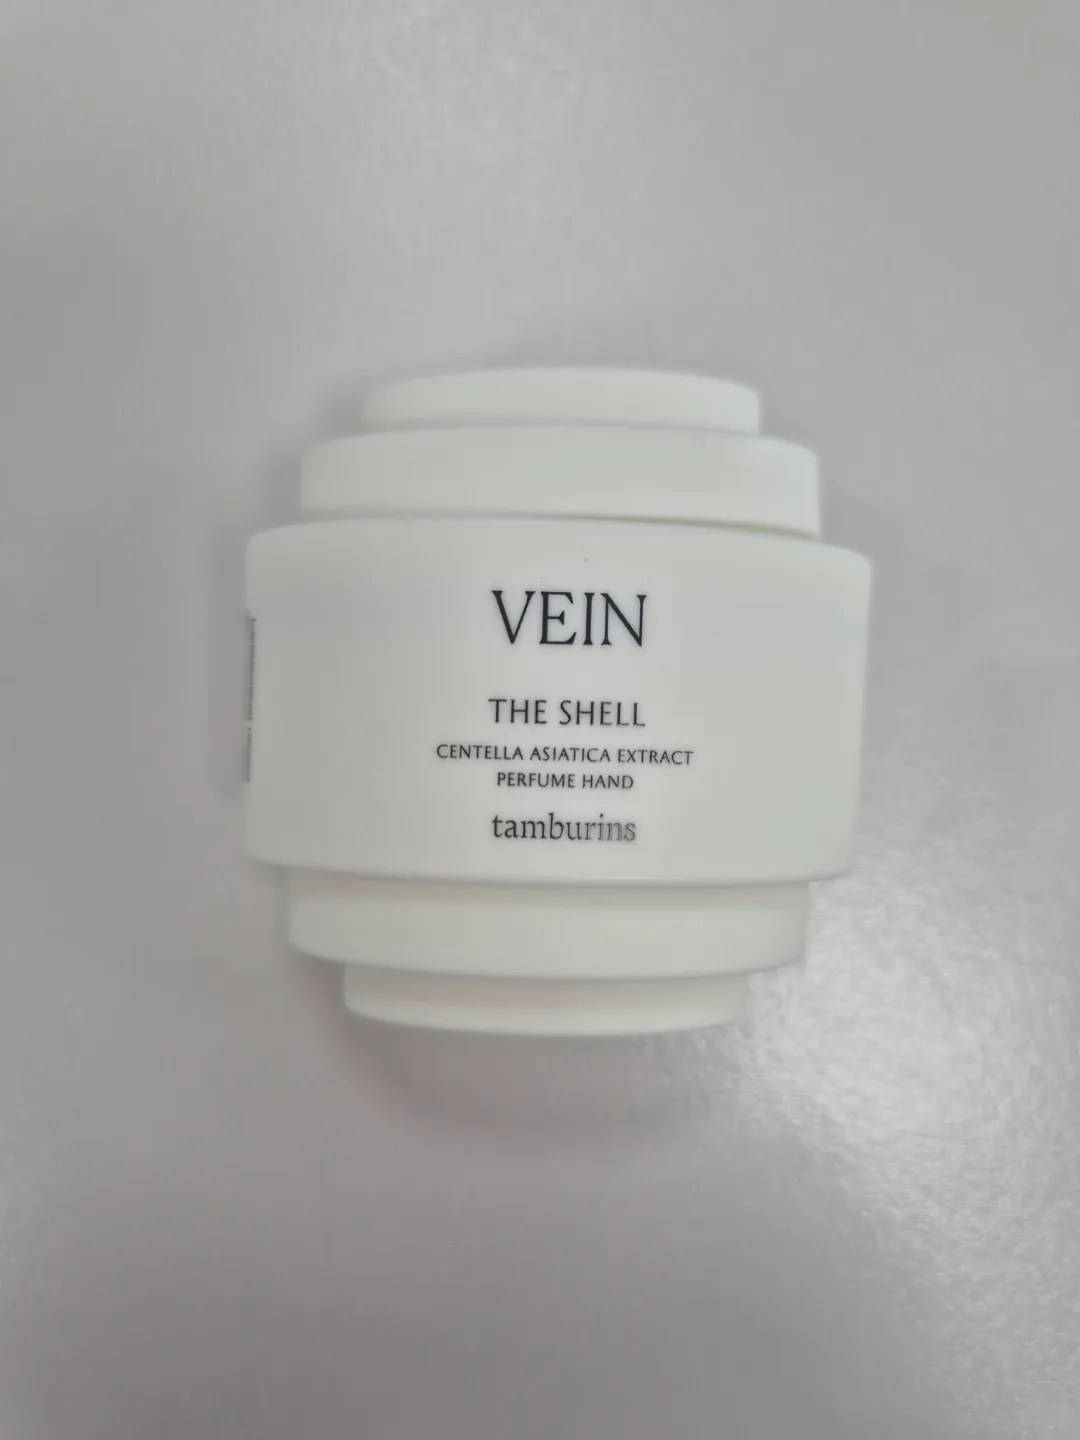 VEIN
THE SHELL
CENTELLA ASIATICA EXTRACT
PERFUME HAND
tamburins